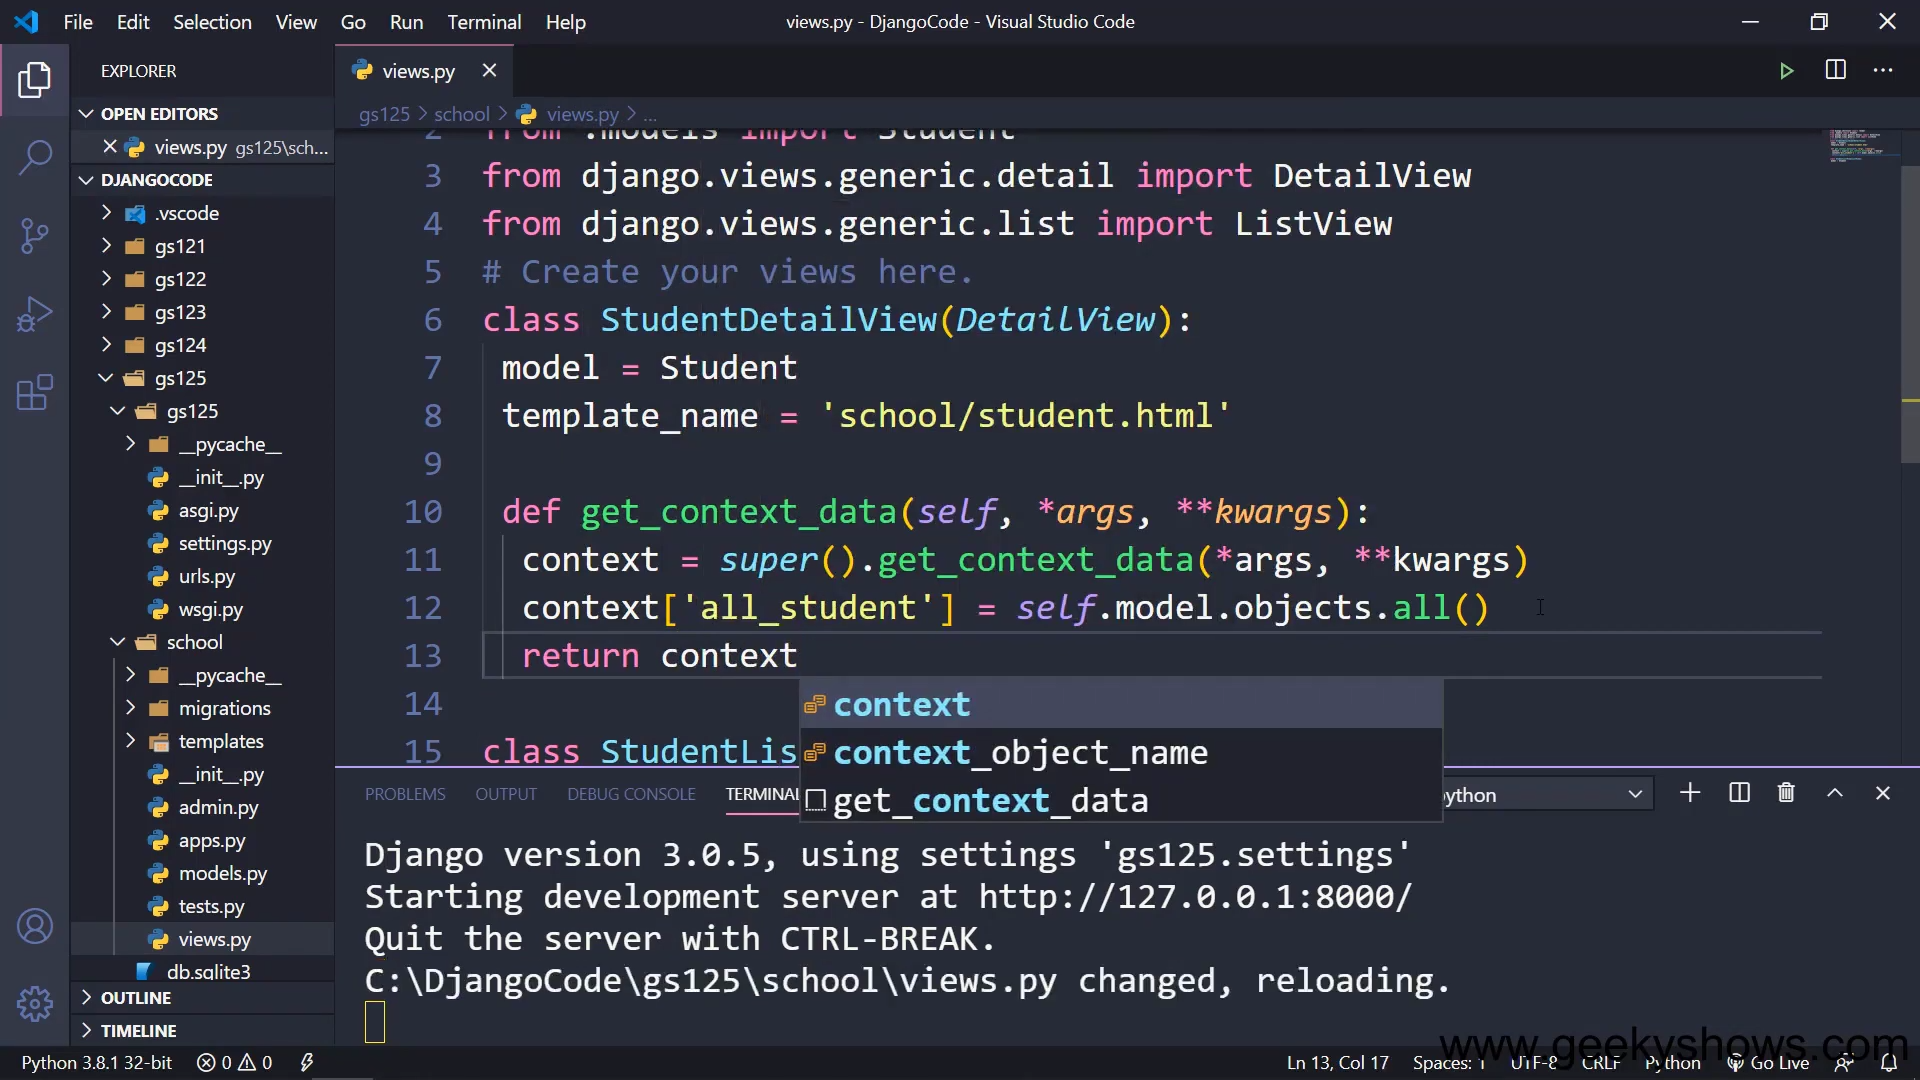 File Edit Selection View Go Run Terminal Help
views.py - DjangoCode - Visual Studio Code
EXPLORER
OPEN EDITORS
views.py gs125\sch...
DJANGOCODE
.vscode
gs121
gs122
gs123
gs124
gs125
gs125
__pycache__
__init__.py
asgi.py
settings.py
urls.py
wsgi.py
school
__pycache__
migrations
templates
__init__.py
admin.py
apps.py
models.py
tests.py
views.py
db.sqlite3
OUTLINE
TIMELINE
views.py
gs125 > school > views.py > ...
2 from .models import Student
3 from django.views.generic.detail import DetailView
4 from django.views.generic.list import ListView
5 # Create your views here.
6 class StudentDetailView(DetailView):
7 model = Student
8 template_name = 'school/student.html'
9
10 def get_context_data(self, *args, **kwargs):
11 context = super().get_context_data(*args, **kwargs)
12 context['all_student'] = self.model.objects.all()
13 return context
14
15 class StudentLis
context
context_object_name
get_context_data
PROBLEMS OUTPUT DEBUG CONSOLE TERMINAL ython
Django version 3.0.5, using settings 'gs125.settings'
Starting development server at http://127.0.0.1:8000/
Quit the server with CTRL-BREAK.
C:\DjangoCode\gs125\school\views.py changed, reloading.
www.geekyshows.com
Python 3.8.1 32-bit 0 0 Ln 13, Col 17 Spaces: 1 UTF-8 CRLF Python Go Live